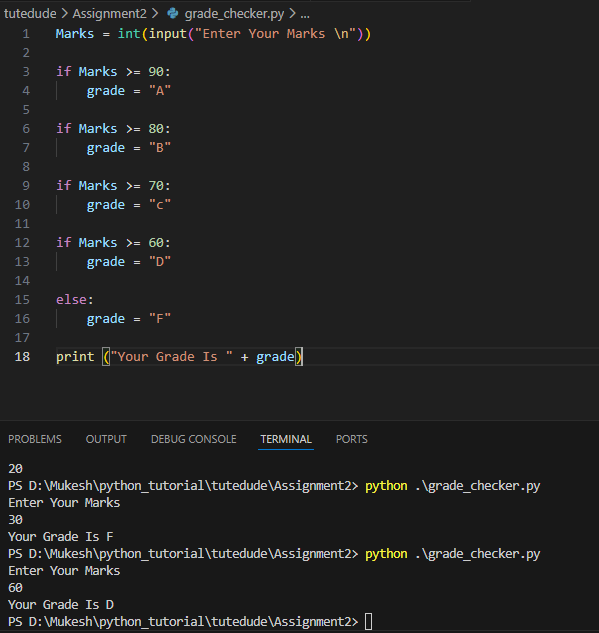 tutedude > Assignment2 > grade_checker.py > ...
1 Marks = int(input("Enter Your Marks \n"))
2
3 if Marks >= 90:
4     grade = "A"
5
6 if Marks >= 80:
7     grade = "B"
8
9 if Marks >= 70:
10     grade = "c"
11
12 if Marks >= 60:
13     grade = "D"
14
15 else:
16     grade = "F"
17
18 print ("Your Grade Is " + grade)
PROBLEMS OUTPUT DEBUG CONSOLE TERMINAL PORTS
20
PS D:\Mukesh\python_tutorial\tutedude\Assignment2> python .\grade_checker.py
Enter Your Marks
30
Your Grade Is F
PS D:\Mukesh\python_tutorial\tutedude\Assignment2> python .\grade_checker.py
Enter Your Marks
60
Your Grade Is D
PS D:\Mukesh\python_tutorial\tutedude\Assignment2>